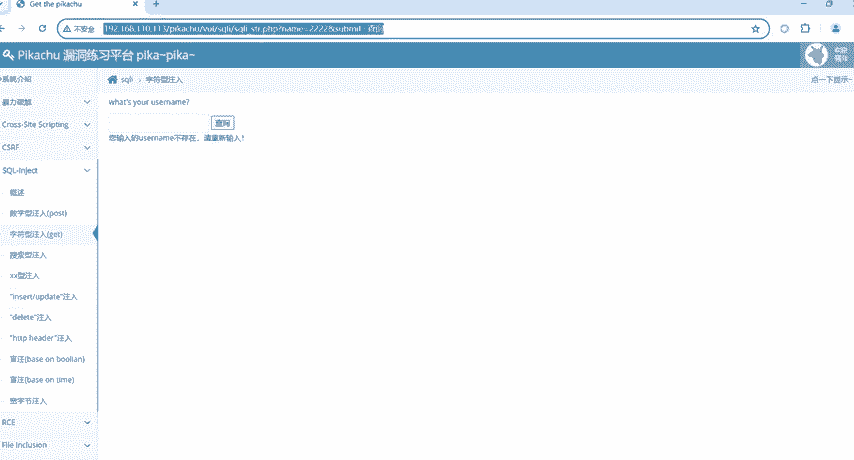 Get the pikachu
不安全 192.168.110.113/pikachu/vul/sqli/sqli_str.php?name=2222&submit=查询
Pikachu 漏洞练习平台 pika~pika~
系统介绍
sqli
字符型注入
点一下提示~
暴力破解
what's your username?
查询
Cross-Site Scripting
您输入的username不存在，请重新输入！
CSRF
SQL-Inject
概述
数字型注入(post)
字符型注入(get)
搜索型注入
xx型注入
"insert/update"注入
"delete"注入
"http header"注入
盲注(base on boolian)
盲注(base on time)
宽字节注入
RCE
File Inclusion